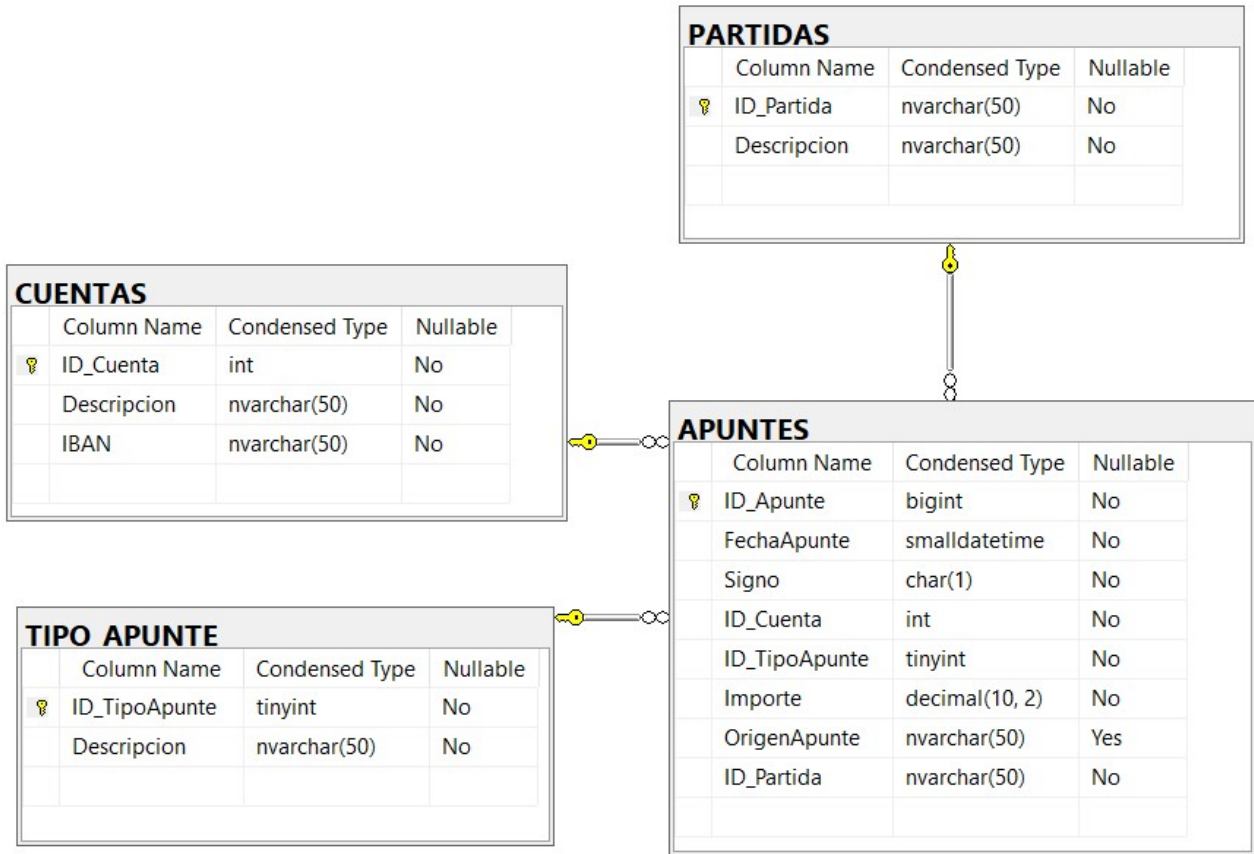 PARTIDAS
Column Name Condensed Type Nullable
ID_Partida nvarchar(50) No
Descripcion nvarchar(50) No
CUENTAS
Column Name Condensed Type Nullable
ID_Cuenta int No
Descripcion nvarchar(50) No
IBAN nvarchar(50) No
APUNTES
Column Name Condensed Type Nullable
ID_Apunte bigint No
FechaApunte smalldatetime No
Signo char(1) No
ID_Cuenta int No
ID_TipoApunte tinyint No
Importe decimal(10, 2) No
OrigenApunte nvarchar(50) Yes
ID_Partida nvarchar(50) No
TIPO_APUNTE
Column Name Condensed Type Nullable
ID_TipoApunte tinyint No
Descripcion nvarchar(50) No